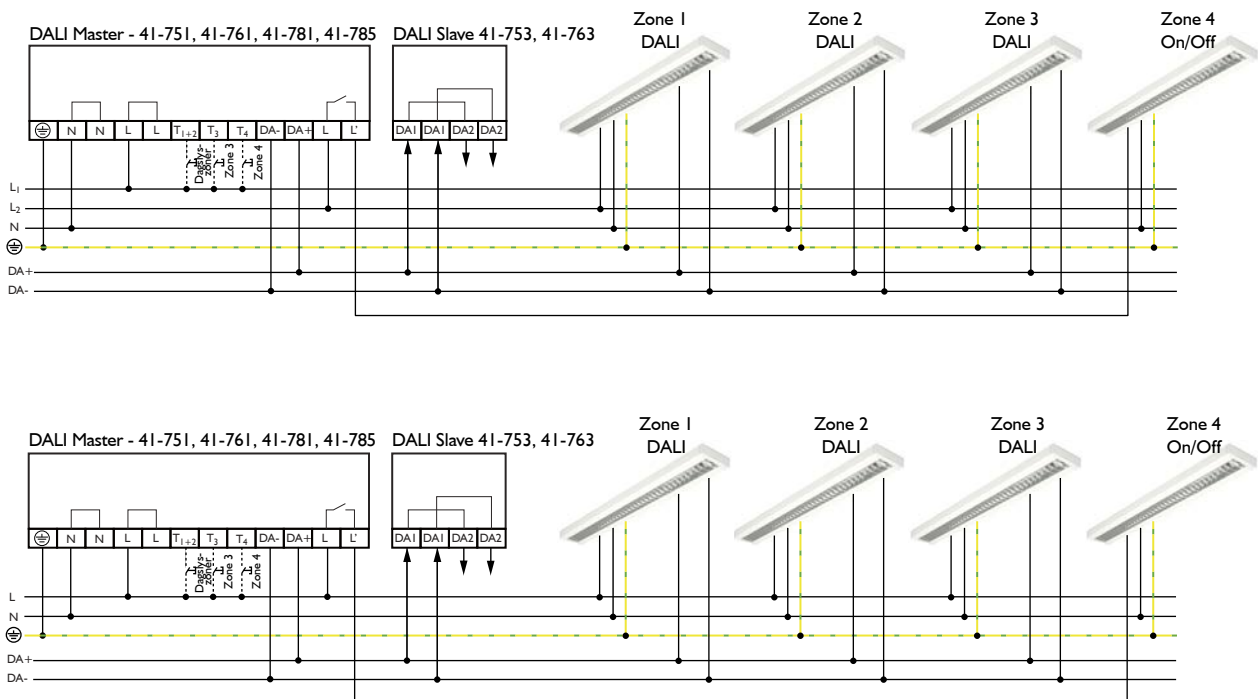 Zone 1
DALI
Zone 2
DALI
Zone 3
DALI
Zone 4
On/Off
DALI Master - 41-751, 41-761, 41-781, 41-785
DALI Slave 41-753, 41-763
N N L L T1+2 T3 T4 DA- DA+ L L'
DA1 DA1 DA2 DA2
Dagslys-
zoner
Zone 3
Zone 4
L1
L2
N
DA+
DA-
Zone 1
DALI
Zone 2
DALI
Zone 3
DALI
Zone 4
On/Off
DALI Master - 41-751, 41-761, 41-781, 41-785
DALI Slave 41-753, 41-763
N N L L T1+2 T3 T4 DA- DA+ L L'
DA1 DA1 DA2 DA2
Dagslys-
zoner
Zone 3
Zone 4
L
N
DA+
DA-